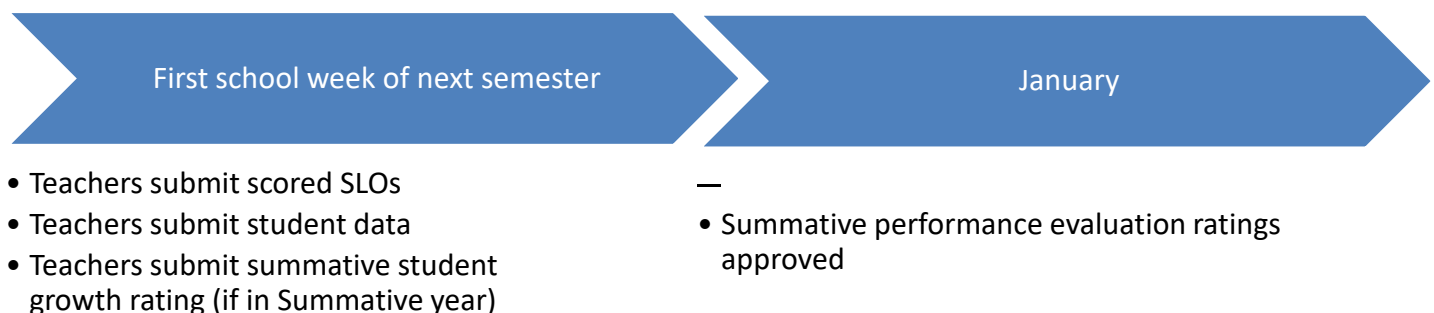 First school week of next semester
January
• Teachers submit scored SLOs
• Teachers submit student data
• Teachers submit summative student
growth rating (if in Summative year)
—
• Summative performance evaluation ratings
approved